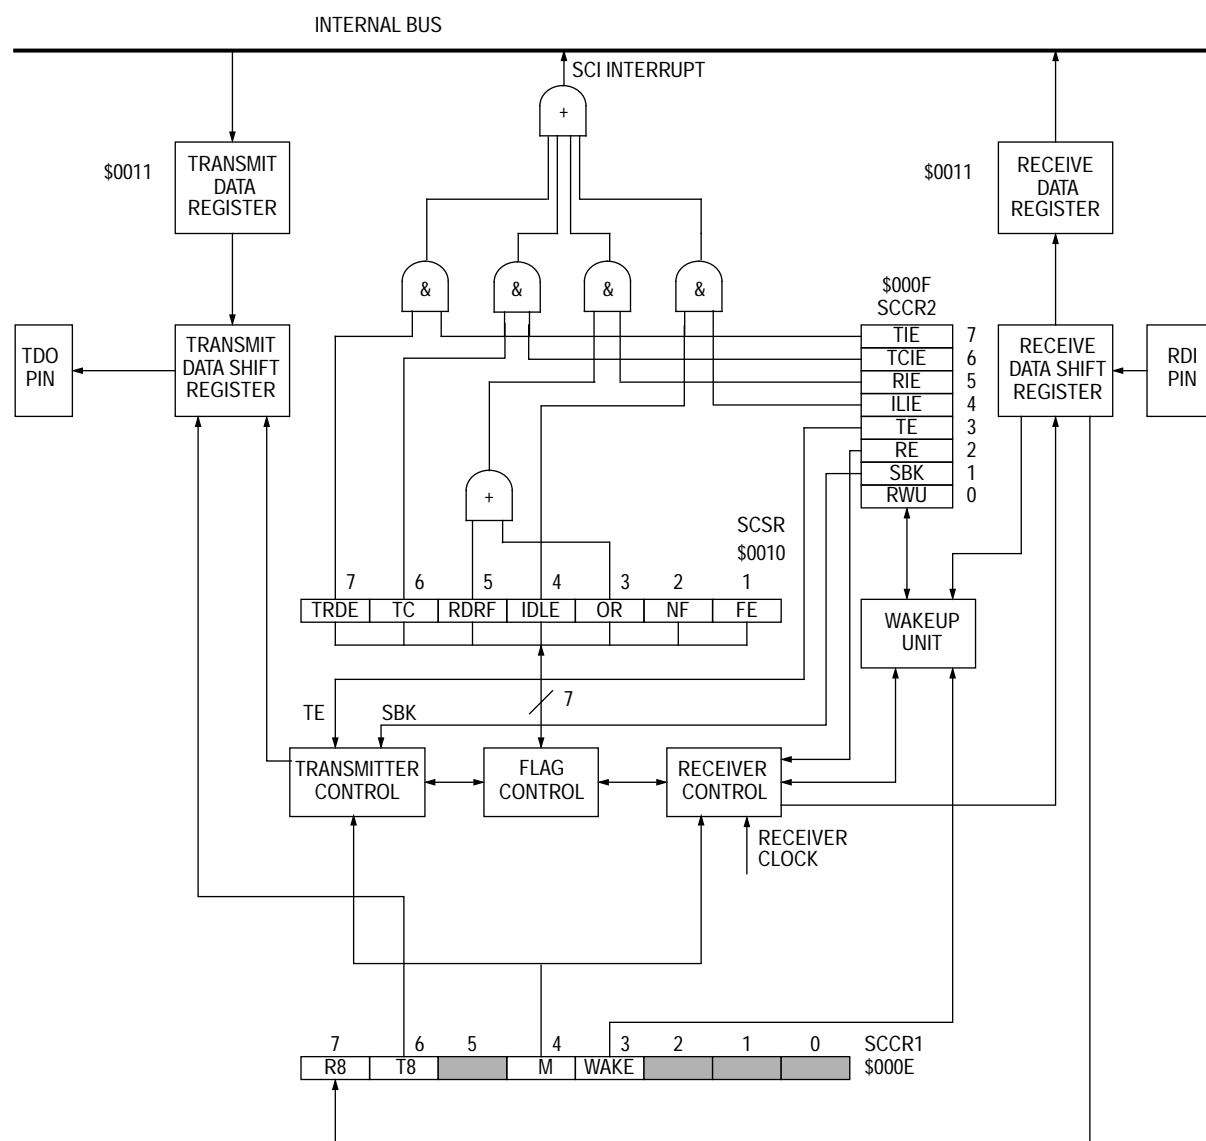 INTERNAL BUS
SCI INTERRUPT
+
$0011
TRANSMIT
DATA
REGISTER
$0011
RECEIVE
DATA
REGISTER
&
&
&
&
$000F
SCCR2
TIE 7
TCIE 6
RIE 5
ILIE 4
TE 3
RE 2
SBK 1
RWU 0
TDO
PIN
TRANSMIT
DATA SHIFT
REGISTER
RECEIVE
DATA SHIFT
REGISTER
RDI
PIN
+
SCSR
$0010
7 6 5 4 3 2 1
TRDE TC RDRF IDLE OR NF FE
WAKEUP
UNIT
7
TE
SBK
TRANSMITTER
CONTROL
FLAG
CONTROL
RECEIVER
CONTROL
RECEIVER
CLOCK
7 6 5 4 3 2 1 0
SCCR1
R8 T8 M WAKE
$000E